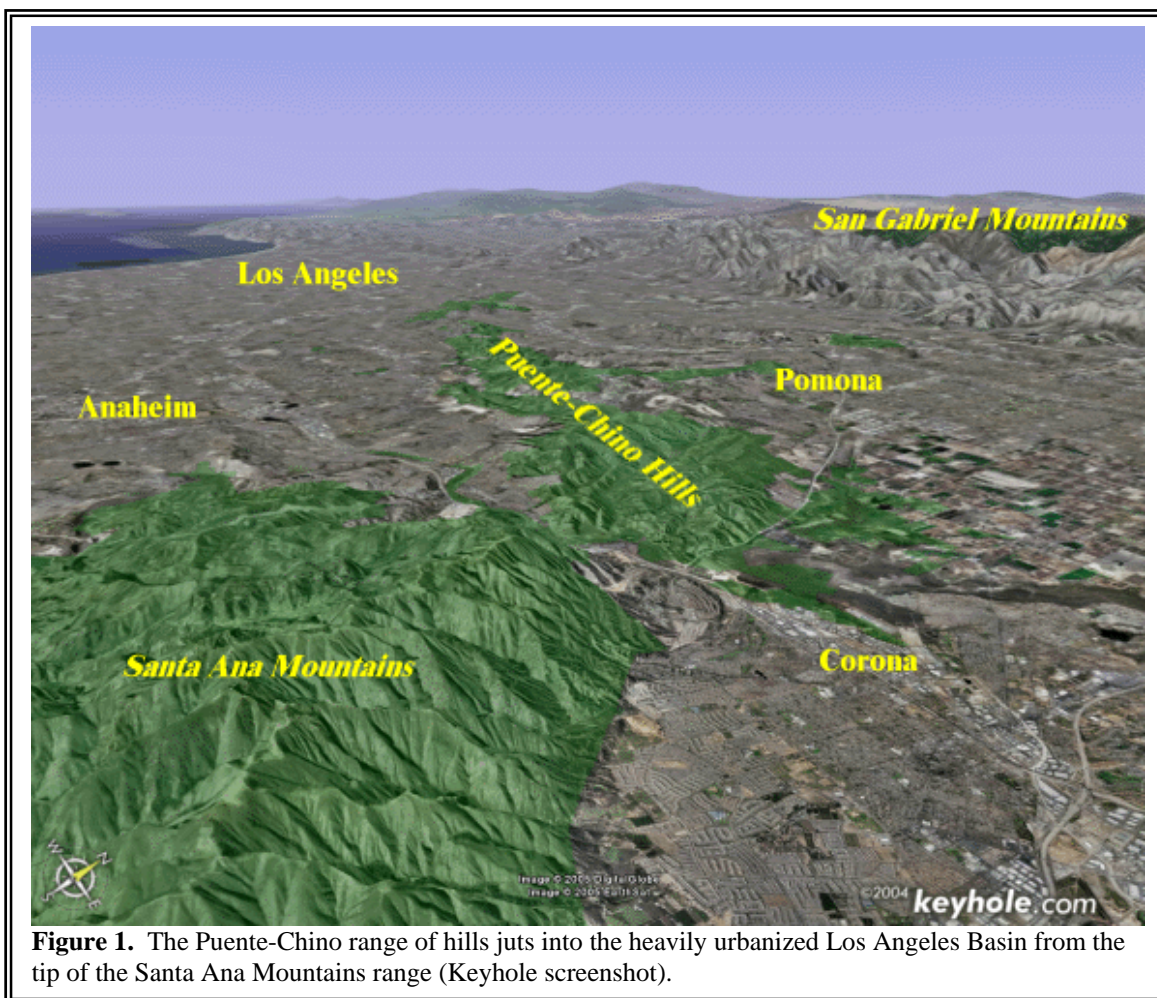 San Gabriel Mountains
Los Angeles
Puente-Chino Hills
Pomona
Anaheim
Santa Ana Mountains
Corona
W N
S E
Image © 2005 DigitalGlobe
Image © 2005 EarthSat
©2004 keyhole.com
Figure 1. The Puente-Chino range of hills juts into the heavily urbanized Los Angeles Basin from the
tip of the Santa Ana Mountains range (Keyhole screenshot).